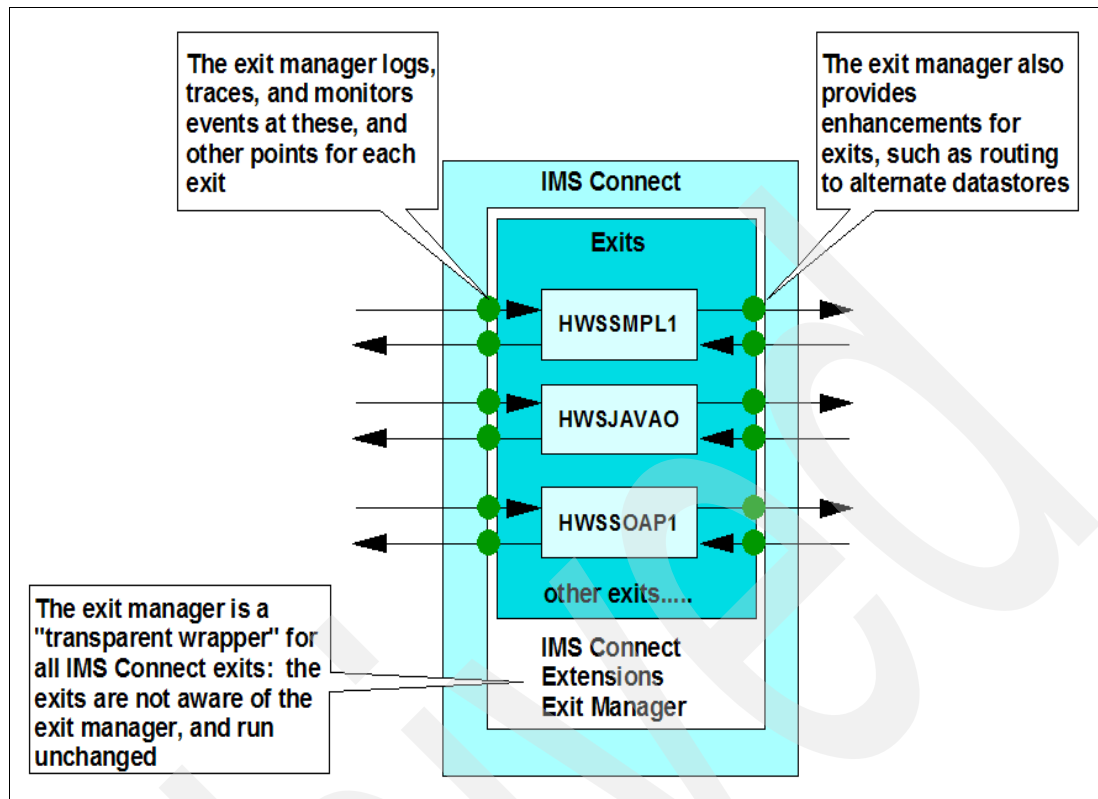 The exit manager logs,
traces, and monitors
events at these, and
other points for each
exit
The exit manager also
provides
enhancements for
exits, such as routing
to alternate datastores
IMS Connect
Exits
HWSSMPL1
HWSJAVAO
HWSSOAP1
other exits.....
IMS Connect
Extensions
Exit Manager
The exit manager is a
"transparent wrapper" for
all IMS Connect exits:  the
exits are not aware of the
exit manager, and run
unchanged